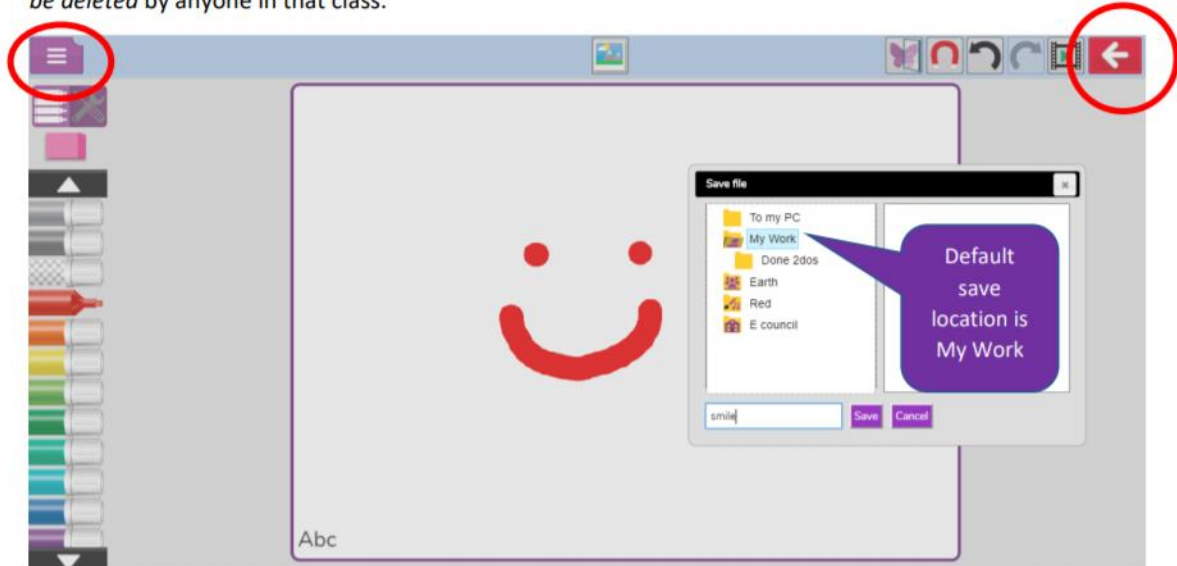 be deleted by anyone in that class.
Save file
To my PC
My Work
Done 2dos
Earth
Red
E council
Default
save
location is
My Work
smile
Save
Cancel
Abc